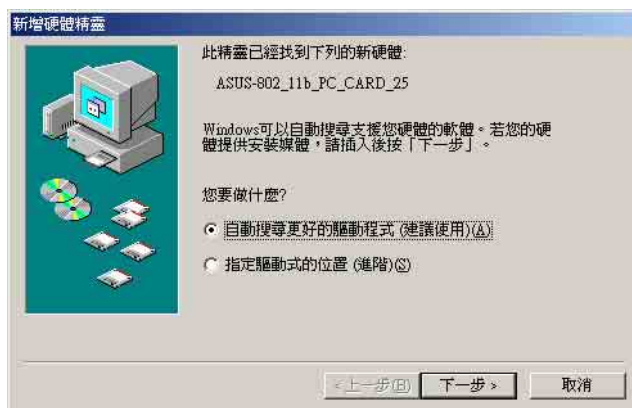 新增硬體精靈
此精靈已經找到下列的新硬體:
ASUS-802_11b_PC_CARD_25
Windows可以自動搜尋支援您硬體的軟體。若您的硬
體提供安裝媒體，請插入後按「下一步」。
您要做什麼?
自動搜尋更好的驅動程式 (建議使用)(A)
指定驅動式的位置 (進階)(S)
<上一步(B)
下一步 >
取消